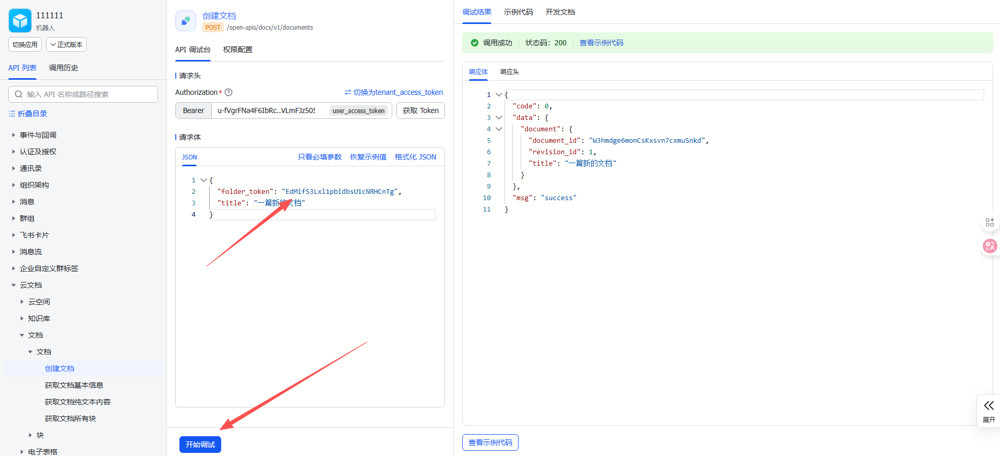 111111
机器人
切换应用
正式版本
API 列表
调用历史
输入 API 名称或路径搜索
折叠目录
事件与回调
认证及授权
通讯录
组织架构
消息
群组
飞书卡片
消息流
企业自定义群标签
云文档
云空间
知识库
文档
文档
创建文档
获取文档基本信息
获取文档纯文本内容
获取文档所有块
块
电子表格
创建文档
POST /open-apis/docx/v1/documents
API 调试台
权限配置
请求头
Authorization*
切换为tenant_access_token
Bearer
u-fVgrFNa4F6IbRc..VLmFJz505
user_access_token
获取 Token
请求体
JSON
只看必填参数
恢复示例值
格式化 JSON
1 {
2 "folder_token": "EdMifS3Lxl1pbidbsU1cNRHCnTg",
3 "title": "一篇新的文档"
4 }
开始调试
调试结果
示例代码
开发文档
调用成功
状态码：200
查看示例代码
响应体
响应头
1 {
2 "code": 0,
3 "data": {
4 "document": {
5 "document_id": "W3hmdge6monCsKxsvn7cxmuSnkd",
6 "revision_id": 1,
7 "title": "一篇新的文档"
8 }
9 },
10 "msg": "success"
11 }
展开
查看示例代码